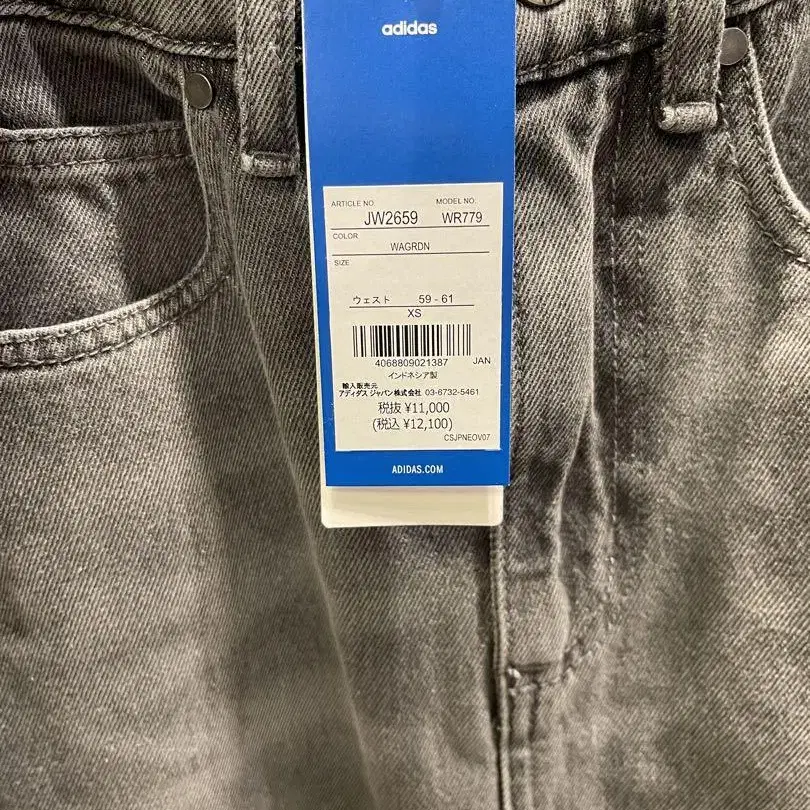 adidas
ARTICLE NO. MODEL NO.
JW2659 WR779
COLOR
WAGRDN
SIZE
ウェスト 59 - 61
XS
4068809021387 JAN
インドネシア製
輸入販売元
アディダス ジャパン株式会社 03-6732-5461
税抜 ¥11,000
(税込 ¥12,100)
CSJPNEOV07
ADIDAS.COM